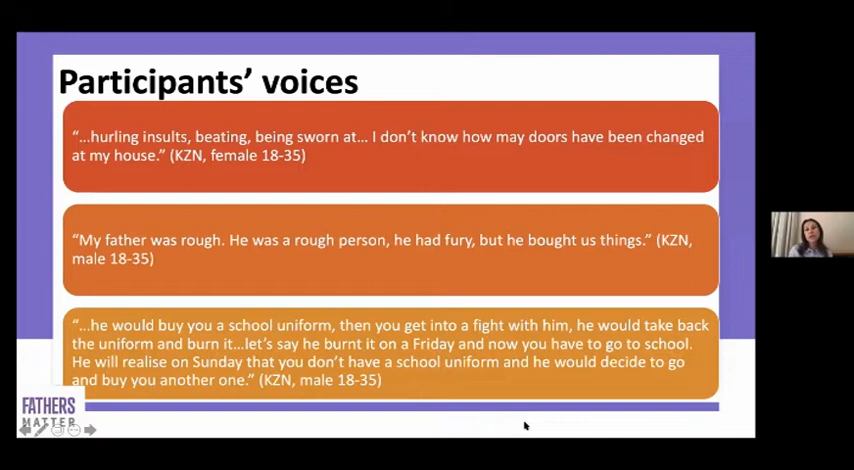 Participants’ voices
“…hurling insults, beating, being sworn at… I don’t know how may doors have been changed
at my house.” (KZN, female 18-35)
“My father was rough. He was a rough person, he had fury, but he bought us things.” (KZN,
male 18-35)
“…he would buy you a school uniform, then you get into a fight with him, he would take back
the uniform and burn it…let’s say he burnt it on a Friday and now you have to go to school.
He will realise on Sunday that you don’t have a school uniform and he would decide to go
and buy you another one.” (KZN, male 18-35)
FATHERS
MATTER